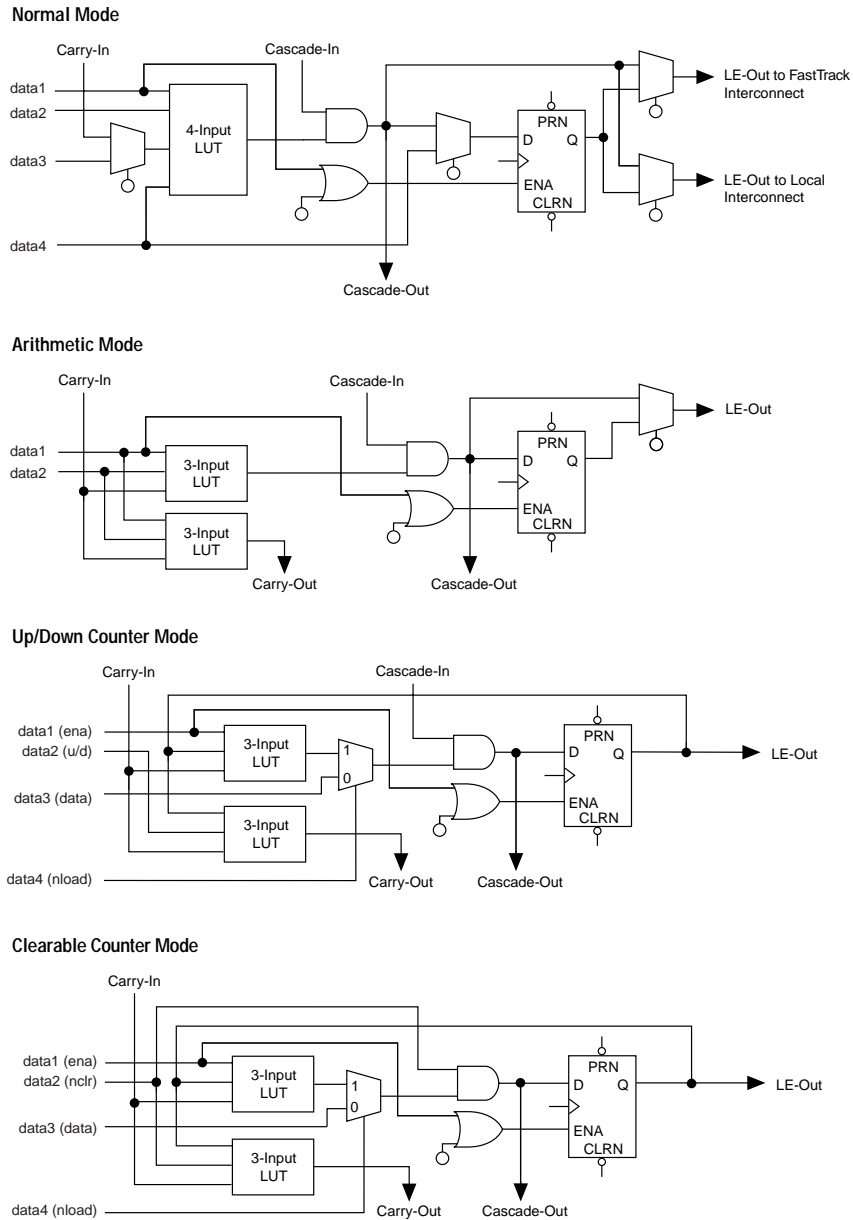 Normal Mode
Carry-In
Cascade-In
data1
data2
data3
data4
4-Input
LUT
D
PRN
Q
ENA
CLRN
LE-Out to FastTrack
Interconnect
LE-Out to Local
Interconnect
Cascade-Out
Arithmetic Mode
Carry-In
Cascade-In
data1
data2
3-Input
LUT
3-Input
LUT
D
PRN
Q
ENA
CLRN
LE-Out
Carry-Out
Cascade-Out
Up/Down Counter Mode
Carry-In
Cascade-In
data1 (ena)
data2 (u/d)
data3 (data)
data4 (nload)
3-Input
LUT
3-Input
LUT
1
0
D
PRN
Q
ENA
CLRN
LE-Out
Carry-Out
Cascade-Out
Clearable Counter Mode
Carry-In
data1 (ena)
data2 (nclr)
data3 (data)
data4 (nload)
3-Input
LUT
3-Input
LUT
1
0
D
PRN
Q
ENA
CLRN
LE-Out
Carry-Out
Cascade-Out